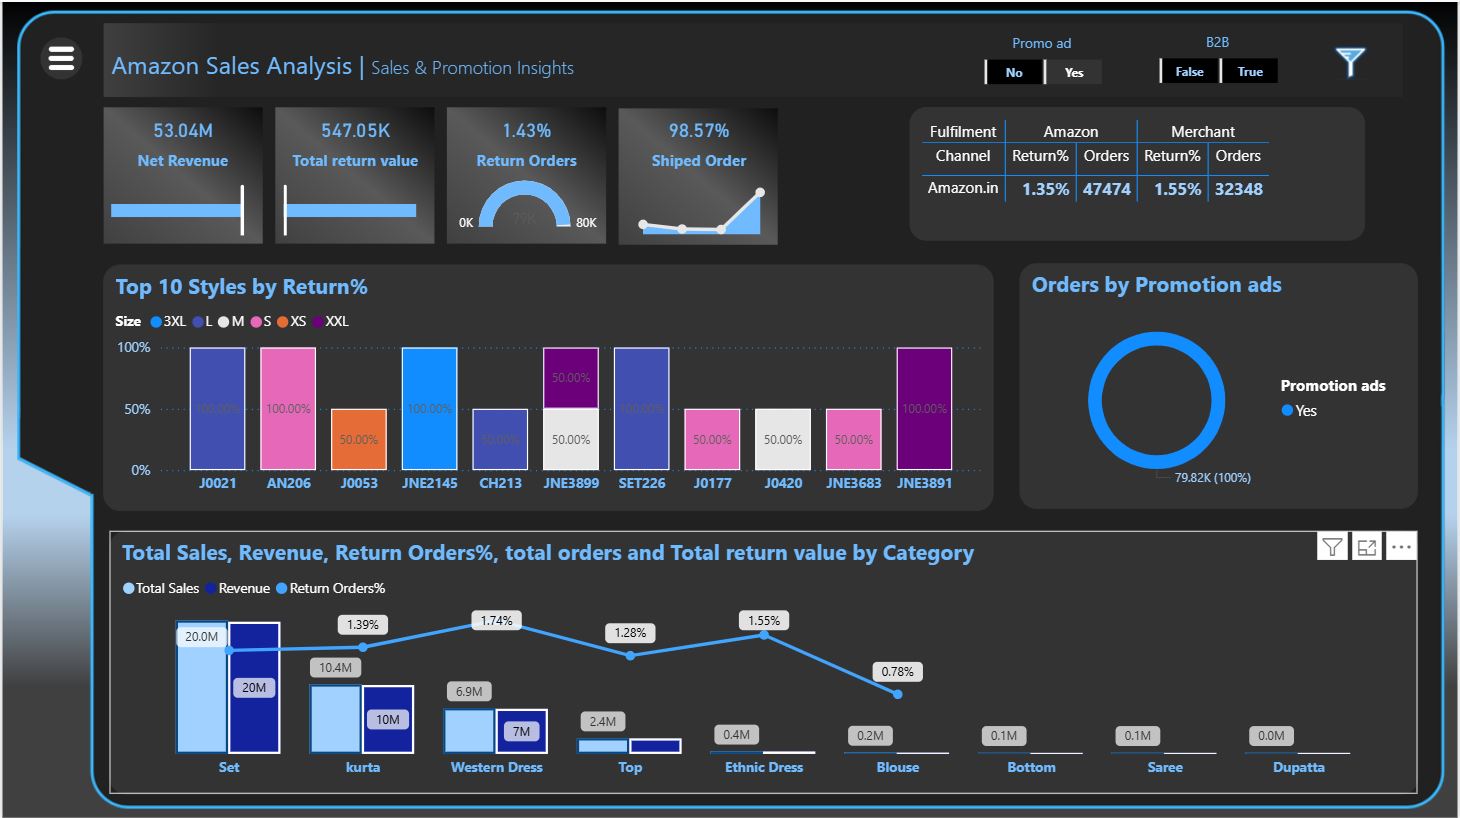 Amazon Sales Analysis | Sales & Promotion Insights
Promo ad
No Yes
B2B
False True
53.04M
Net Revenue
547.05K
Total return value
1.43%
Return Orders
0K 79K 80K
98.57%
Shiped Order
Fulfilment Amazon Merchant
Channel Return% Orders Return% Orders
Amazon.in 1.35% 47474 1.55% 32348
Top 10 Styles by Return%
Size 3XL L M S XS XXL
100%
50%
0%
100.00% 100.00% 50.00% 100.00% 50.00% 50.00% 50.00% 100.00% 50.00% 50.00% 50.00% 100.00%
J0021 AN206 J0053 JNE2145 CH213 JNE3899 SET226 J0177 J0420 JNE3683 JNE3891
Orders by Promotion ads
Promotion ads
Yes
79.82K (100%)
Total Sales, Revenue, Return Orders%, total orders and Total return value by Category
Total Sales Revenue Return Orders%
1.39% 1.74% 1.28% 1.55% 0.78%
20.0M 10.4M 6.9M 2.4M 0.4M 0.2M 0.1M 0.1M 0.0M
20M 10M 7M
Set kurta Western Dress Top Ethnic Dress Blouse Bottom Saree Dupatta